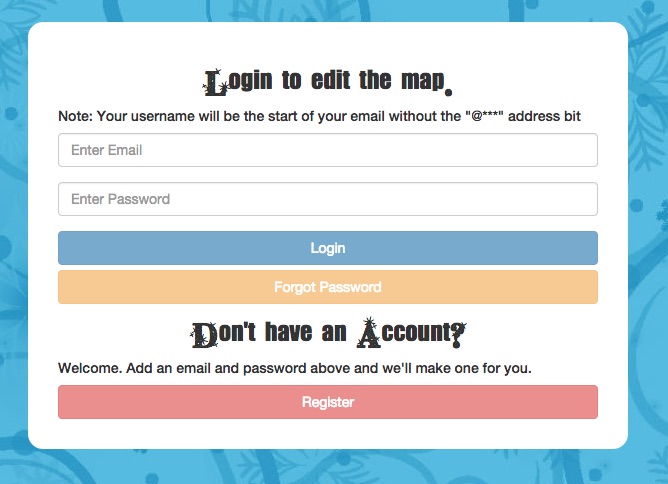 Login to edit the map.
Note: Your username will be the start of your email without the "@***" address bit
Enter Email
Enter Password
Login
Forgot Password
Don't have an Account?
Welcome. Add an email and password above and we'll make one for you.
Register